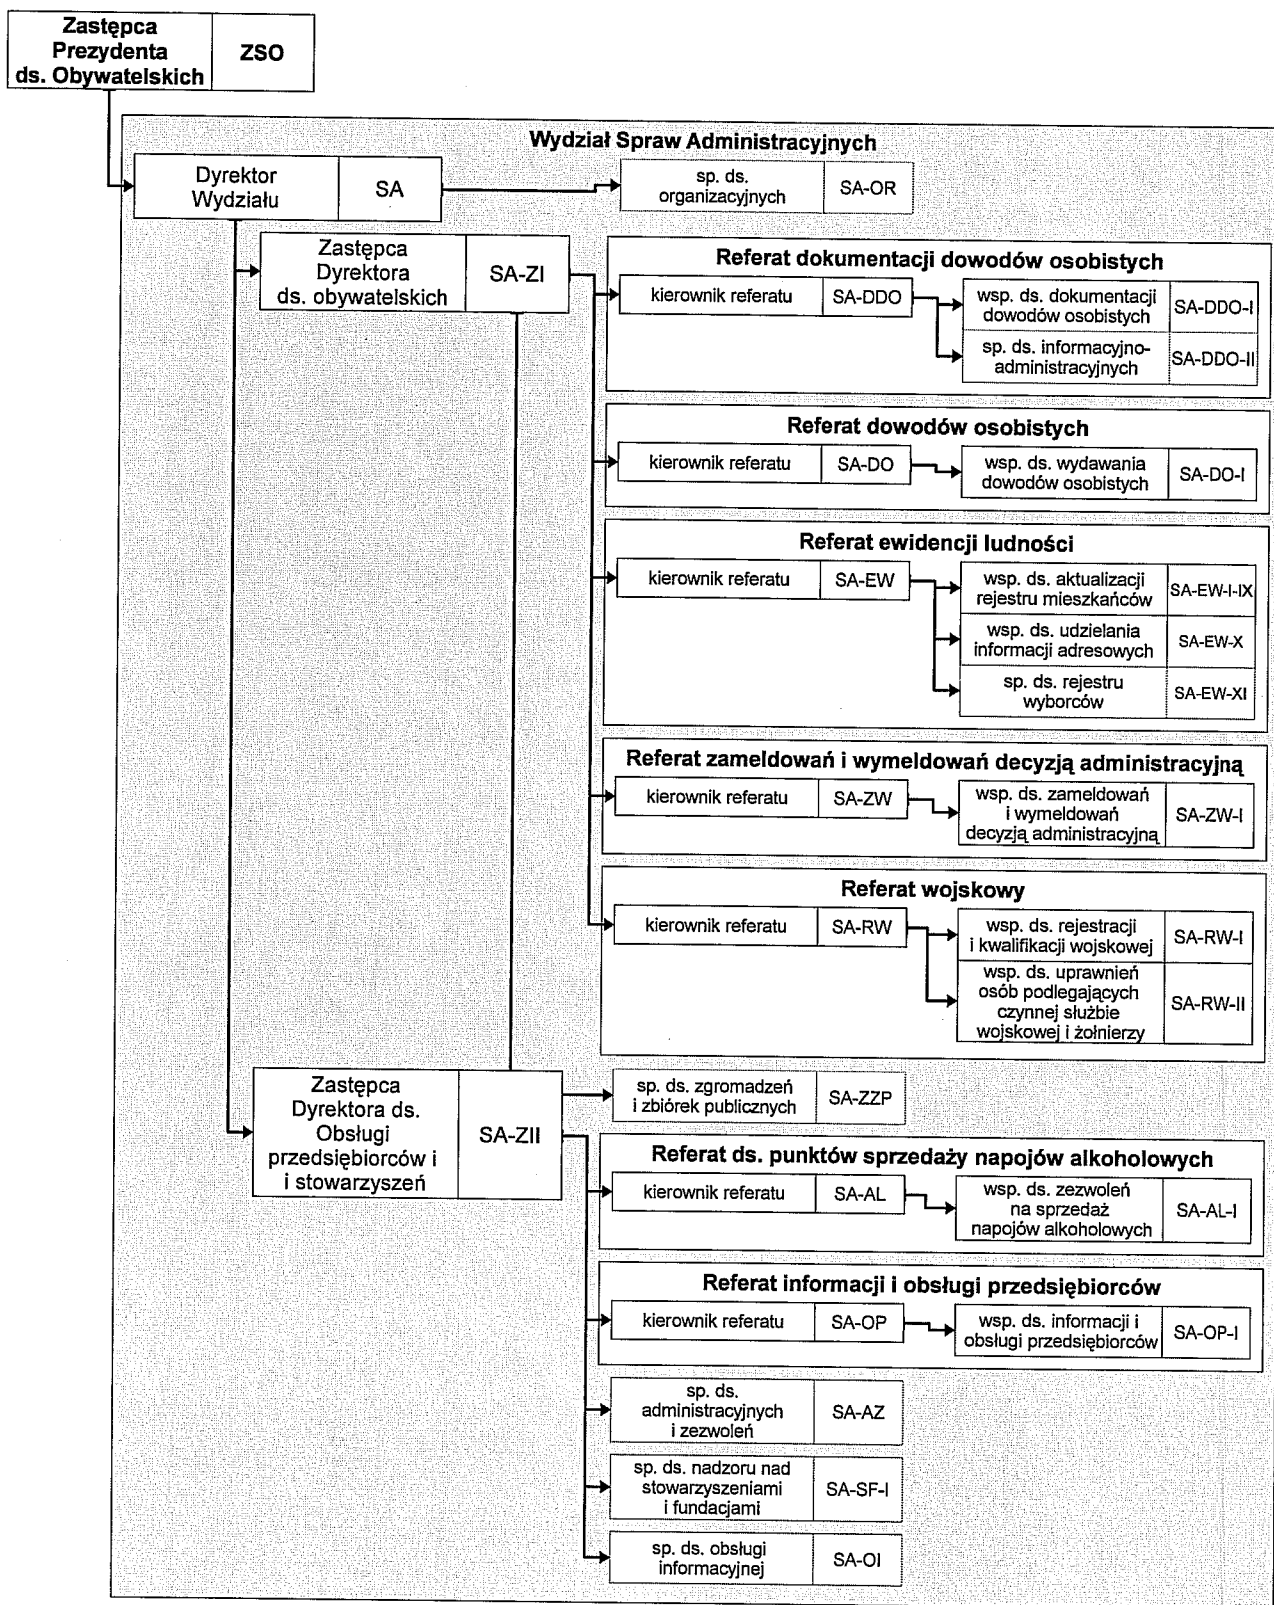 Zastępca
Prezydenta
ds. Obywatelskich
ZSO
Wydział Spraw Administracyjnych
Dyrektor
Wydziału
SA
sp. ds.
organizacyjnych
SA-OR
Zastępca
Dyrektora
ds. obywatelskich
SA-ZI
Referat dokumentacji dowodów osobistych
kierownik referatu
SA-DDO
wsp. ds. dokumentacji
dowodów osobistych
SA-DDO-I
sp. ds. informacyjno-
administracyjnych
SA-DDO-II
Referat dowodów osobistych
kierownik referatu
SA-DO
wsp. ds. wydawania
dowodów osobistych
SA-DO-I
Referat ewidencji ludności
kierownik referatu
SA-EW
wsp. ds. aktualizacji
rejestru mieszkańców
SA-EW-I-IX
wsp. ds. udzielania
informacji adresowych
SA-EW-X
sp. ds. rejestru
wyborców
SA-EW-XI
Referat zameldowań i wymeldowań decyzją administracyjną
kierownik referatu
SA-ZW
wsp. ds. zameldowań
i wymeldowań
decyzją administracyjną
SA-ZW-I
Referat wojskowy
kierownik referatu
SA-RW
wsp. ds. rejestracji
i kwalifikacji wojskowej
SA-RW-I
wsp. ds. uprawnień
osób podlegających
czynnej służbie
wojskowej i żołnierzy
SA-RW-II
Zastępca
Dyrektora ds.
Obsługi
przedsiębiorców i
i stowarzyszeń
SA-ZII
sp. ds. zgromadzeń
i zbiórek publicznych
SA-ZZP
Referat ds. punktów sprzedaży napojów alkoholowych
kierownik referatu
SA-AL
wsp. ds. zezwoleń
na sprzedaż
napojów alkoholowych
SA-AL-I
Referat informacji i obsługi przedsiębiorców
kierownik referatu
SA-OP
wsp. ds. informacji i
obsługi przedsiębiorców
SA-OP-I
sp. ds.
administracyjnych
i zezwoleń
SA-AZ
sp. ds. nadzoru nad
stowarzyszeniami
i fundacjami
SA-SF-I
sp. ds. obsługi
informacyjnej
SA-OI